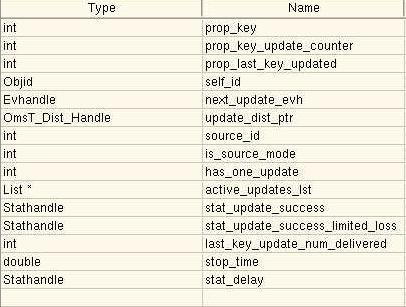 Type Name
int prop_key
int prop_key_update_counter
int prop_last_key_updated
Objid self_id
Evhandle next_update_evh
OmsT_Dist_Handle update_dist_ptr
int source_id
int is_source_mode
int has_one_update
List * active_updates_lst
Stathandle stat_update_success
Stathandle stat_update_success_limited_loss
int last_key_update_num_delivered
double stop_time
Stathandle stat_delay